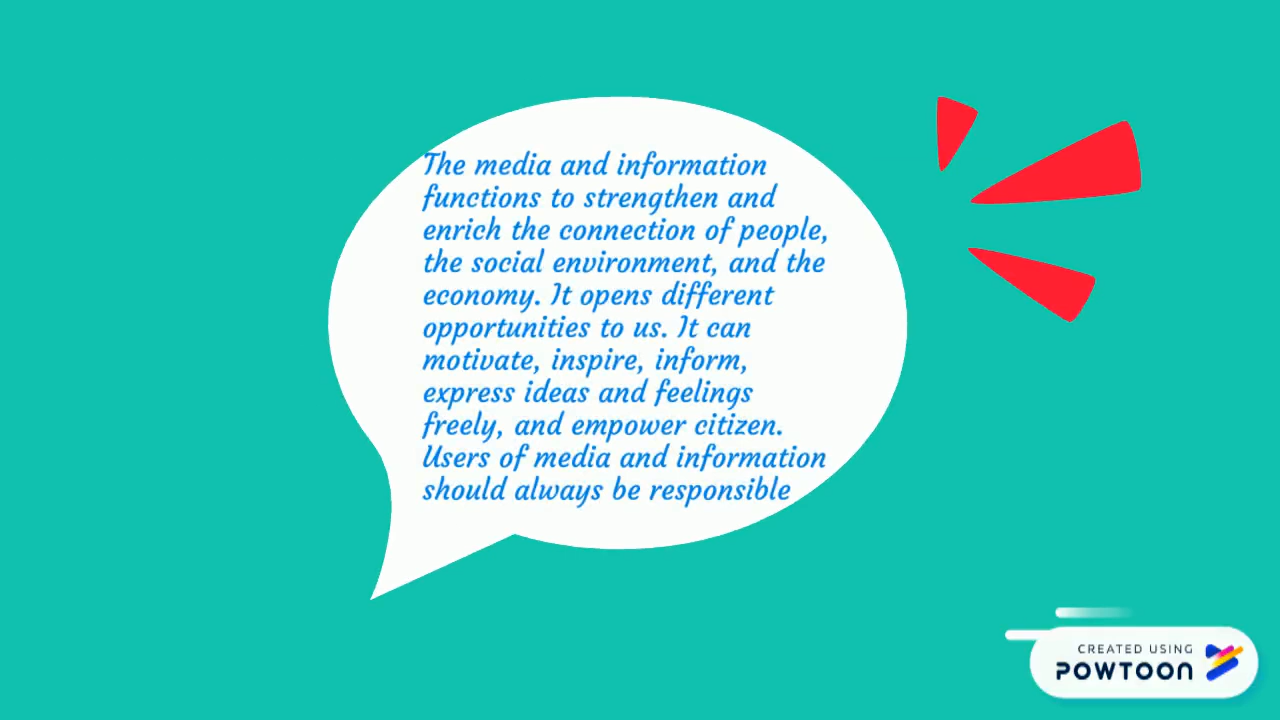 The media and information
functions to strengthen and
enrich the connection of people,
the social environment, and the
economy. It opens different
opportunities to us. It can
motivate, inspire, inform,
express ideas and feelings
freely, and empower citizen.
Users of media and information
should always be responsible
CREATED USING
POWTOON